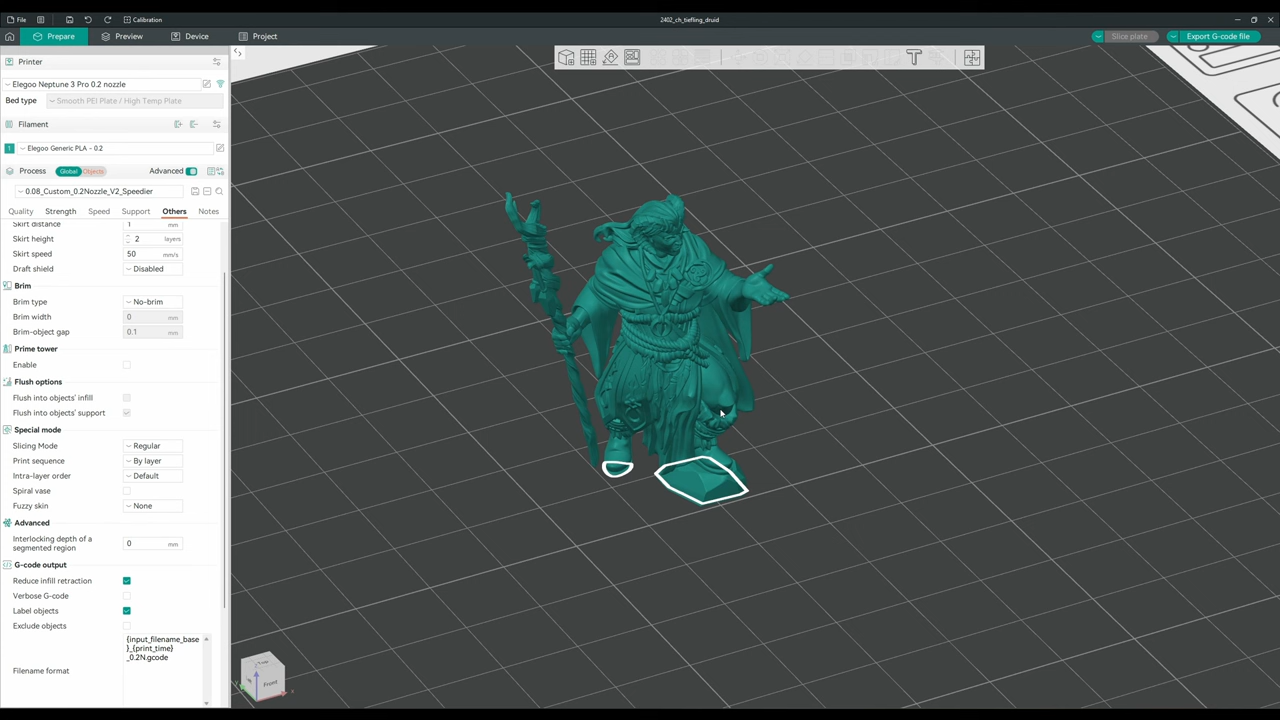 File
Calibration
2402_ch_tiefling_druid
Prepare
Preview
Device
Project
Slice plate
Export G-code file
Printer
Elegoo Neptune 3 Pro 0.2 nozzle
Bed type
Smooth PEI Plate / High Temp Plate
Filament
1
Elegoo Generic PLA - 0.2
Process
Global
Objects
Advanced
0.08_Custom_0.2Nozzle_V2_Speedier
Quality
Strength
Speed
Support
Others
Notes
Skirt distance 1 mm
Skirt height 2 layers
Skirt speed 50 mm/s
Draft shield Disabled
Brim
Brim type No-brim
Brim width 0 mm
Brim-object gap 0.1 mm
Prime tower
Enable
Flush options
Flush into objects' infill
Flush into objects' support
Special mode
Slicing Mode Regular
Print sequence By layer
Intra-layer order Default
Spiral vase
Fuzzy skin None
Advanced
Interlocking depth of a
segmented region 0 mm
G-code output
Reduce infill retraction
Verbose G-code
Label objects
Exclude objects
{input_filename_base
}_{print_time}
_0.2N.gcode
Filename format
Front